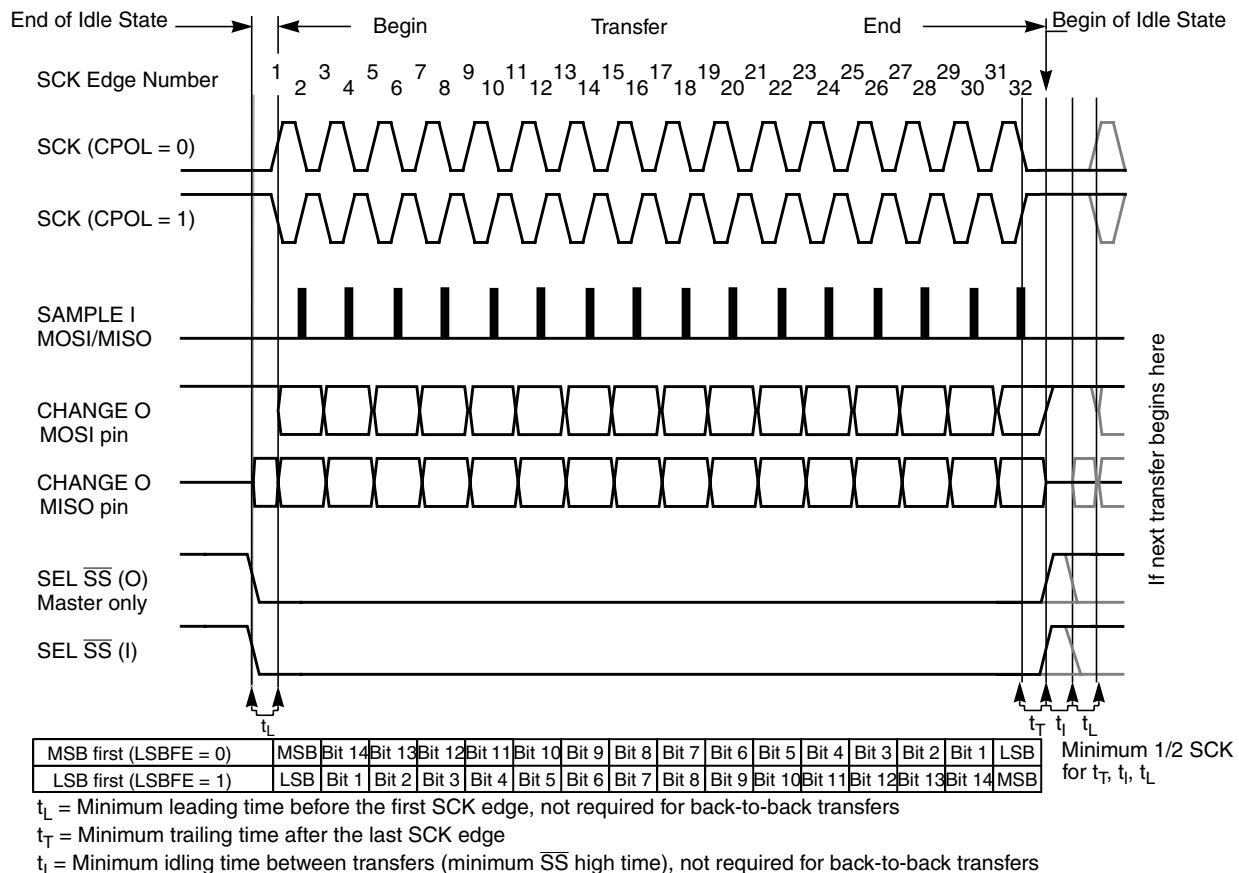 End of Idle State Begin Transfer End Begin of Idle State
SCK Edge Number 1 2 3 4 5 6 7 8 9 10 11 12 13 14 15 16 17 18 19 20 21 22 23 24 25 26 27 28 29 30 31 32
SCK (CPOL = 0)
SCK (CPOL = 1)
SAMPLE I
MOSI/MISO
CHANGE O
MOSI pin
CHANGE O
MISO pin
SEL SS (O)
Master only
SEL SS (I)
If next transfer begins here
tL tT tI tL
MSB first (LSBFE = 0) MSB Bit 14 Bit 13 Bit 12 Bit 11 Bit 10 Bit 9 Bit 8 Bit 7 Bit 6 Bit 5 Bit 4 Bit 3 Bit 2 Bit 1 LSB
LSB first (LSBFE = 1) LSB Bit 1 Bit 2 Bit 3 Bit 4 Bit 5 Bit 6 Bit 7 Bit 8 Bit 9 Bit 10 Bit 11 Bit 12 Bit 13 Bit 14 MSB
Minimum 1/2 SCK
for tT, tI, tL
tL = Minimum leading time before the first SCK edge, not required for back-to-back transfers
tT = Minimum trailing time after the last SCK edge
tI = Minimum idling time between transfers (minimum SS high time), not required for back-to-back transfers